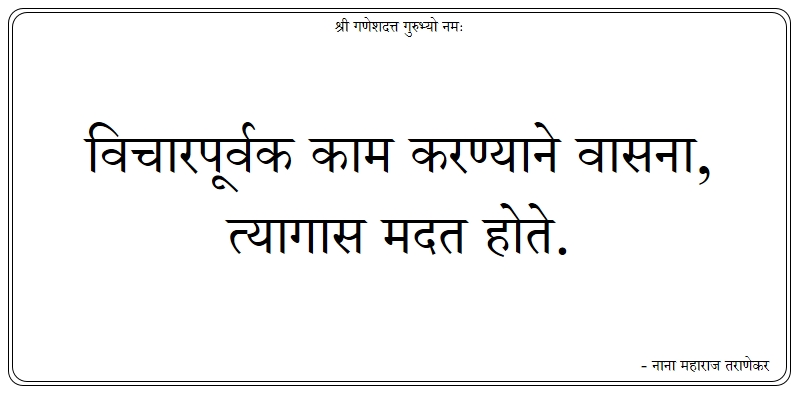 श्री गणेशदत्त गुरुभ्यो नमः
विचारपूर्वक काम करण्याने वासना,
त्यागास मदत होते.
- नाना महाराज तराणेकर